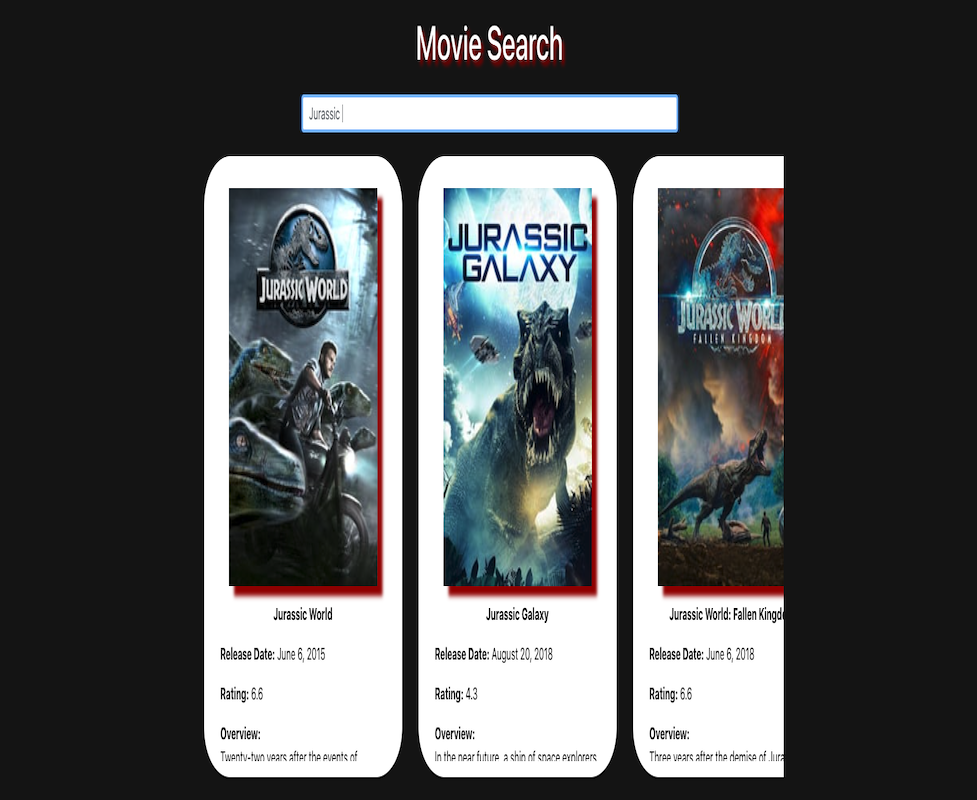 Movie Search
Jurassic
JURASSIC WORLD
JURASSIC
GALAXY
JURASSIC WORL
FALLEN KINGDOM
Jurassic World
Release Date: June 6, 2015
Rating: 6.6
Overview:
Twenty-two years after the events of
Jurassic Galaxy
Release Date: August 20, 2018
Rating: 4.3
Overview:
In the near future, a ship of space explorers
Jurassic World: Fallen Kingdo
Release Date: June 6, 2018
Rating: 6.6
Overview:
Three years after the demise of Jura